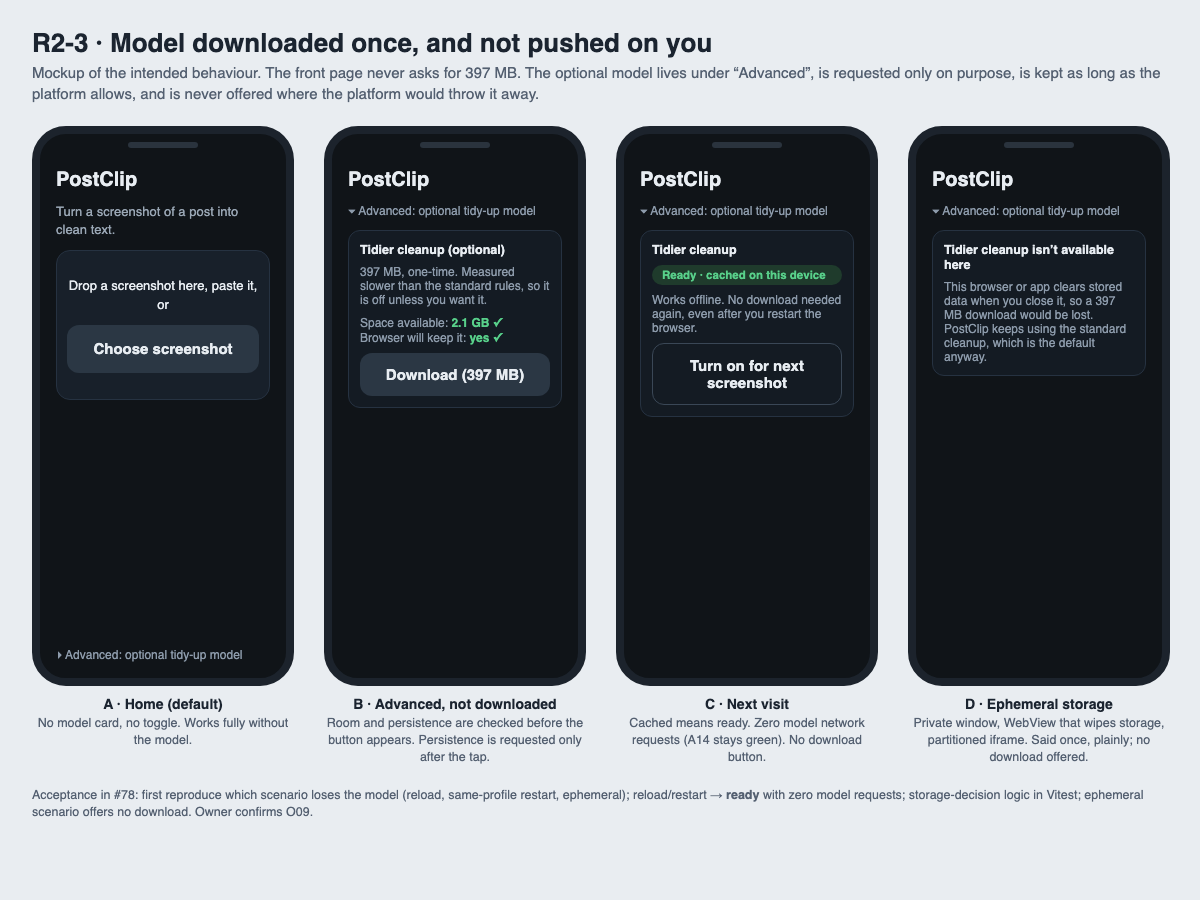 R2-3 · Model downloaded once, and not pushed on you
Mockup of the intended behaviour. The front page never asks for 397 MB. The optional model lives under “Advanced”, is requested only on purpose, is kept as long as the
platform allows, and is never offered where the platform would throw it away.
PostClip
Turn a screenshot of a post into
clean text.
Drop a screenshot here, paste it,
or
Choose screenshot
Advanced: optional tidy-up model
A · Home (default)
No model card, no toggle. Works fully without
the model.
PostClip
Advanced: optional tidy-up model
Tidier cleanup (optional)
397 MB, one-time. Measured
slower than the standard rules, so it
is off unless you want it.
Space available: 2.1 GB ✓
Browser will keep it: yes ✓
Download (397 MB)
B · Advanced, not downloaded
Room and persistence are checked before the
button appears. Persistence is requested only
after the tap.
PostClip
Advanced: optional tidy-up model
Tidier cleanup
Ready · cached on this device
Works offline. No download needed
again, even after you restart the
browser.
Turn on for next
screenshot
C · Next visit
Cached means ready. Zero model network
requests (A14 stays green). No download
button.
PostClip
Advanced: optional tidy-up model
Tidier cleanup isn’t available
here
This browser or app clears stored
data when you close it, so a 397
MB download would be lost.
PostClip keeps using the standard
cleanup, which is the default
anyway.
D · Ephemeral storage
Private window, WebView that wipes storage,
partitioned iframe. Said once, plainly; no
download offered.
Acceptance in #78: first reproduce which scenario loses the model (reload, same-profile restart, ephemeral); reload/restart → ready with zero model requests; storage-decision logic in Vitest; ephemeral
scenario offers no download. Owner confirms O09.